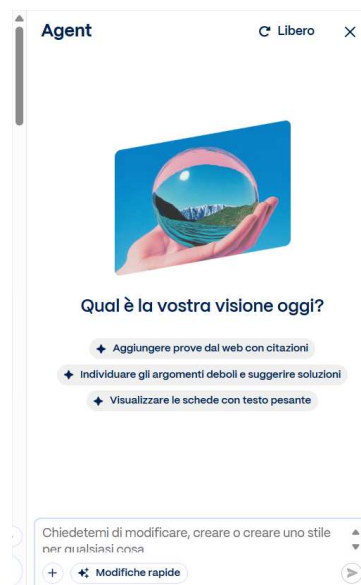 Agent
Libero
Qual è la vostra visione oggi?
Aggiungere prove dal web con citazioni
Individuare gli argomenti deboli e suggerire soluzioni
Visualizzare le schede con testo pesante
Chiedetemi di modificare, creare o creare uno stile
per qualsiasi cosa
Modifiche rapide